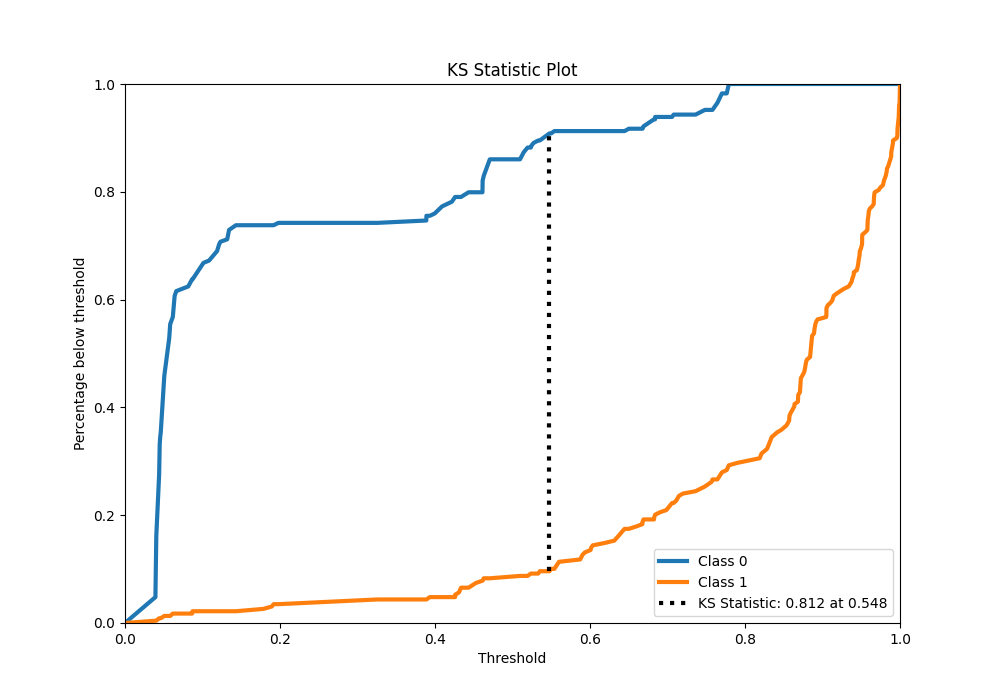 KS Statistic Plot
Percentage below threshold
1.0
0.8
0.6
0.4
0.2
0.0
0.0 0.2 0.4 0.6 0.8 1.0
Threshold
Class 0
Class 1
KS Statistic: 0.812 at 0.548